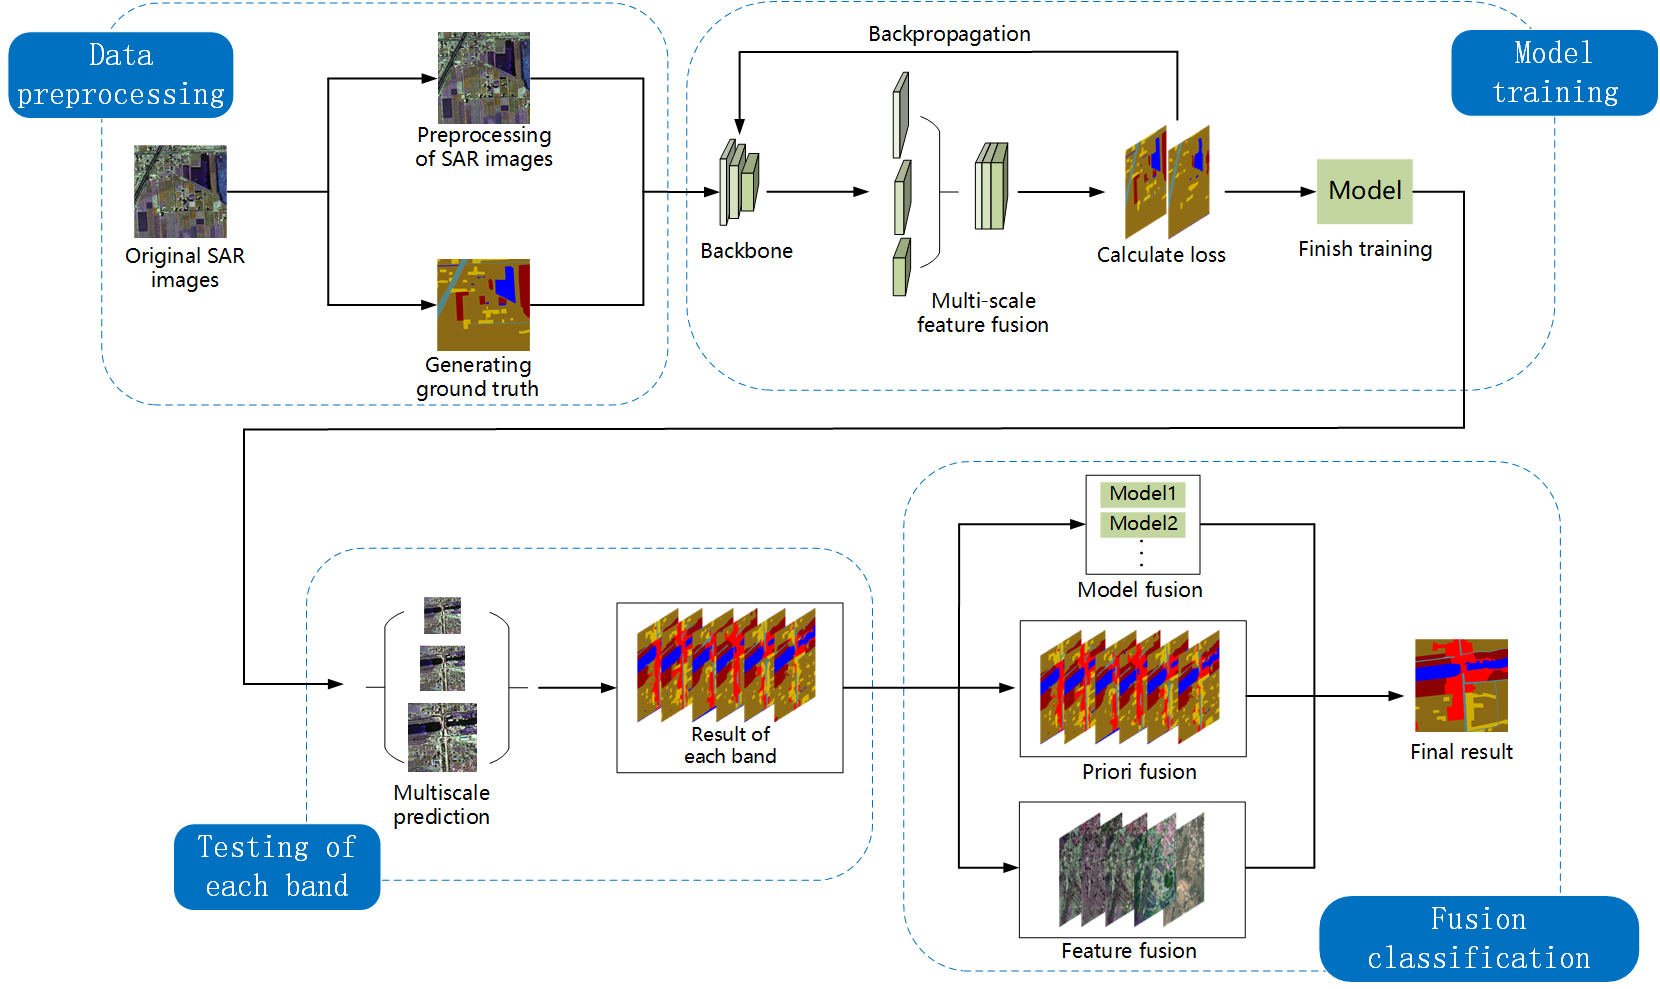 Data
preprocessing
Original SAR
images
Preprocessing
of SAR images
Generating
ground truth
Model
training
Backpropagation
Backbone
Multi-scale
feature fusion
Calculate loss
Model
Finish training
Testing of
each band
Multiscale
prediction
Result of
each band
Fusion
classification
Model1
Model2
Model fusion
Priori fusion
Feature fusion
Final result